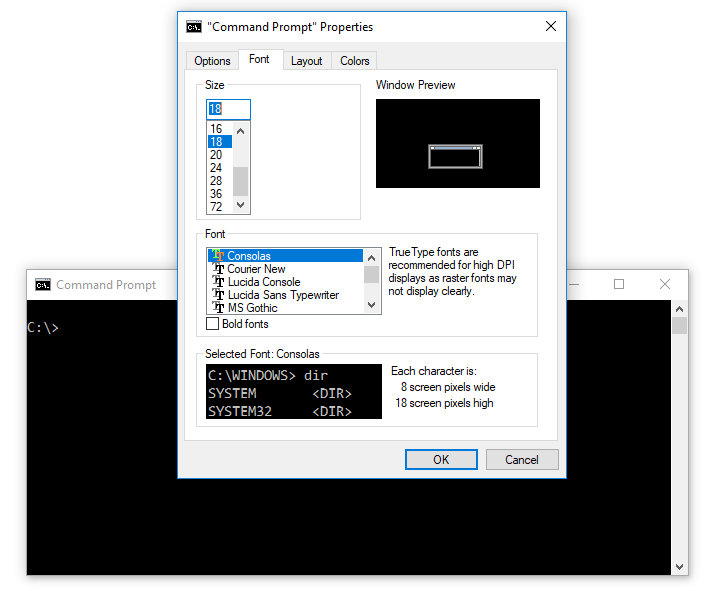 "Command Prompt" Properties
Options
Font
Layout
Colors
Size
Window Preview
18
16
18
20
24
28
36
72
Font
Consolas
Courier New
Lucida Console
Lucida Sans Typewriter
MS Gothic
TrueType fonts are
recommended for high DPI
displays as raster fonts may
not display clearly.
Bold fonts
Command Prompt
C:\>
Selected Font: Consolas
C:\WINDOWS> dir
SYSTEM <DIR>
SYSTEM32 <DIR>
Each character is:
8 screen pixels wide
18 screen pixels high
OK
Cancel